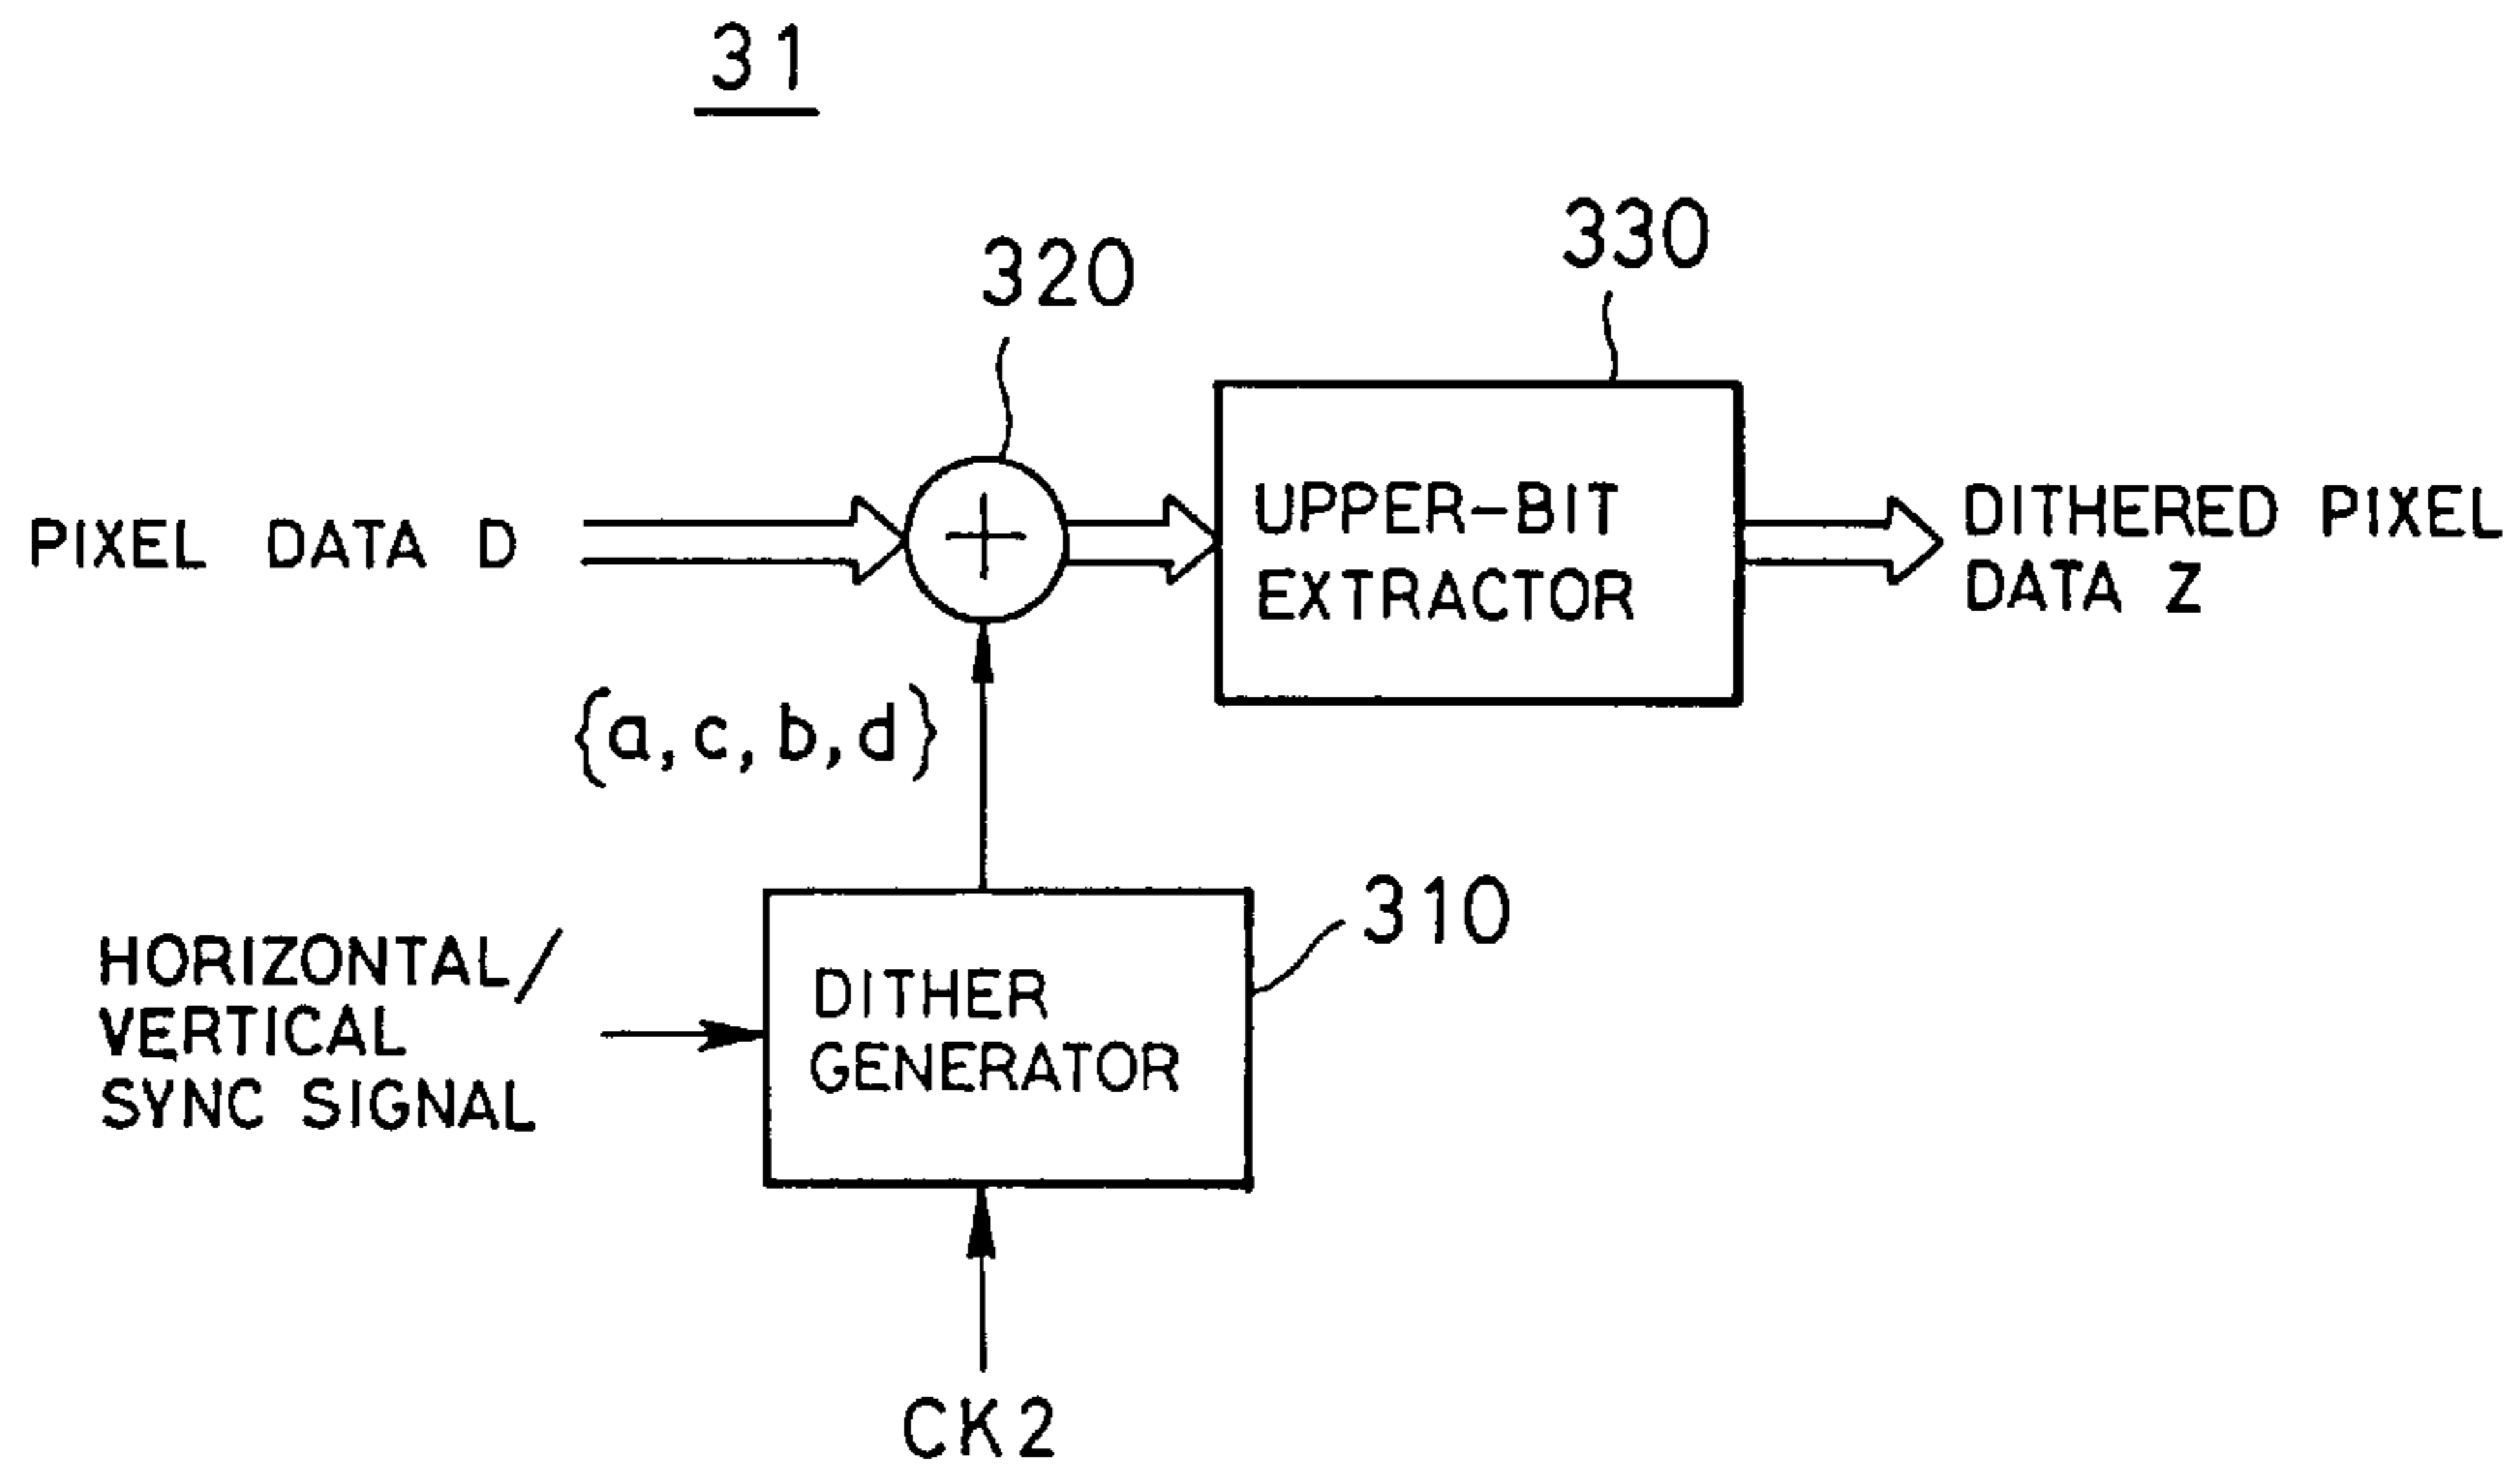 31
320
330
PIXEL DATA D
UPPER-BIT
EXTRACTOR
DITHERED PIXEL
DATA Z
{a, c, b, d}
310
HORIZONTAL/
VERTICAL
SYNC SIGNAL
DITHER
GENERATOR
CK2